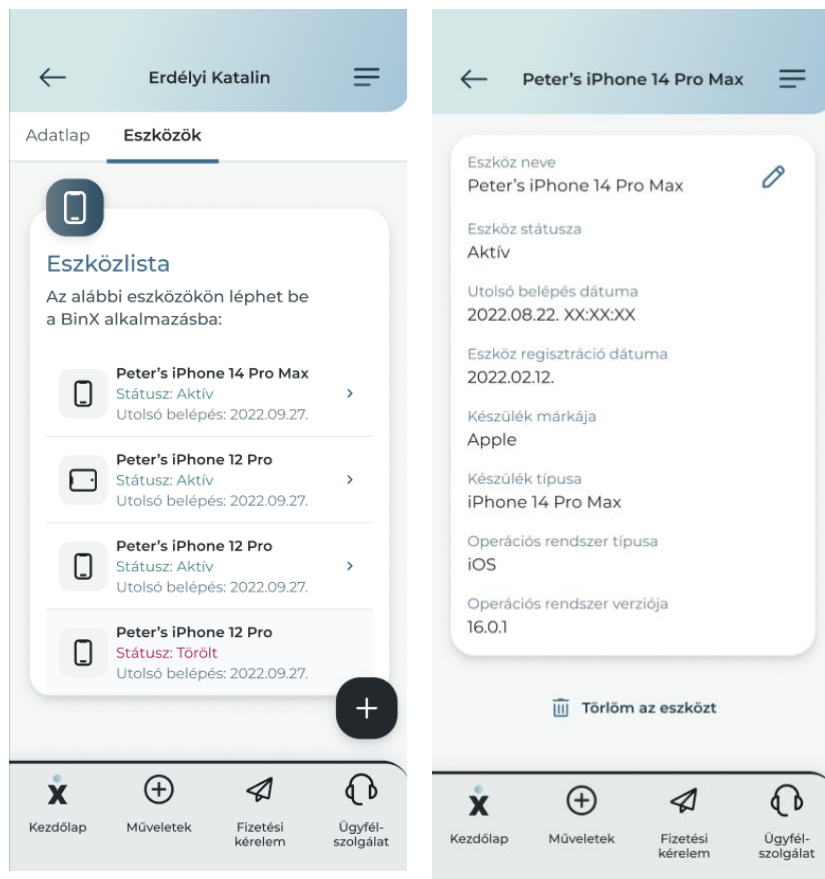 Erdélyi Katalin
Adatlap Eszközök
Eszközlista
Az alábbi eszközökön léphet be
a BinX alkalmazásba:
Peter's iPhone 14 Pro Max
Státusz: Aktív
Utolsó belépés: 2022.09.27.
Peter's iPhone 12 Pro
Státusz: Aktív
Utolsó belépés: 2022.09.27.
Peter's iPhone 12 Pro
Státusz: Aktív
Utolsó belépés: 2022.09.27.
Peter's iPhone 12 Pro
Státusz: Törölt
Utolsó belépés: 2022.09.27.
Kezdőlap
Műveletek
Fizetési
kérelem
Ügyfél-
szolgálat
Peter's iPhone 14 Pro Max
Eszköz neve
Peter's iPhone 14 Pro Max
Eszköz státusza
Aktív
Utolsó belépés dátuma
2022.08.22. XX:XX:XX
Eszköz regisztráció dátuma
2022.02.12.
Készülék márkája
Apple
Készülék típusa
iPhone 14 Pro Max
Operációs rendszer típusa
iOS
Operációs rendszer verziója
16.0.1
Törlöm az eszközt
Kezdőlap
Műveletek
Fizetési
kérelem
Ügyfél-
szolgálat